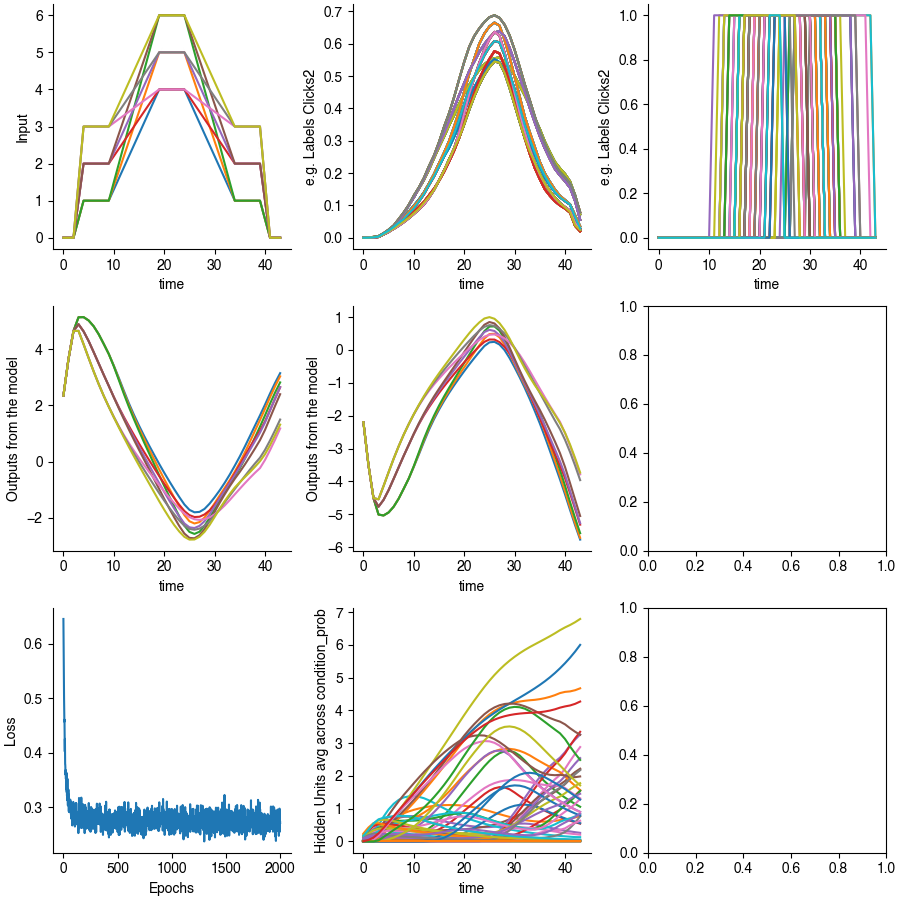 6
5
4
3
2
1
0
Input
0 10 20 30 40
time
0.7
0.6
0.5
0.4
0.3
0.2
0.1
0.0
e.g. Labels Clicks2
0 10 20 30 40
time
1.0
0.8
0.6
0.4
0.2
0.0
e.g. Labels Clicks2
0 10 20 30 40
time
4
2
0
−2
Outputs from the model
0 10 20 30 40
time
1
0
−1
−2
−3
−4
−5
−6
Outputs from the model
0 10 20 30 40
time
1.0
0.8
0.6
0.4
0.2
0.0
0.0 0.2 0.4 0.6 0.8 1.0
0.6
0.5
0.4
0.3
Loss
0 500 1000 1500 2000
Epochs
7
6
5
4
3
2
1
0
Hidden Units avg across condition_prob
0 10 20 30 40
time
1.0
0.8
0.6
0.4
0.2
0.0
0.0 0.2 0.4 0.6 0.8 1.0